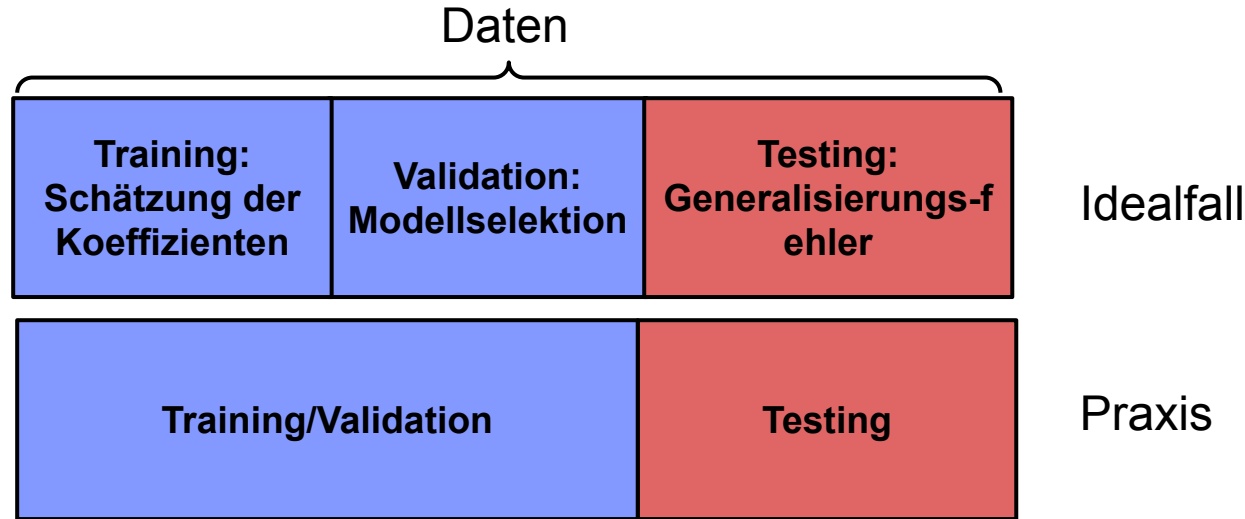 Daten
Training:
Schätzung der
Koeffizienten
Validation:
Modellselektion
Testing:
Generalisierungs-f
ehler
Idealfall
Training/Validation
Testing
Praxis